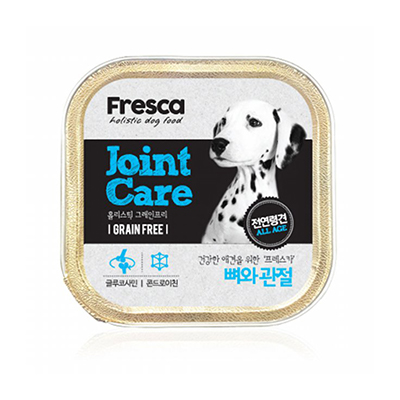 Fresca
holistic dog food
Joint
Care
홀리스틱 그레인프리
| GRAIN FREE |
전연령견
ALL AGE
건강한 애견을 위한 '프레스카'
뼈와 관절
글루코사민 | 콘드로이친